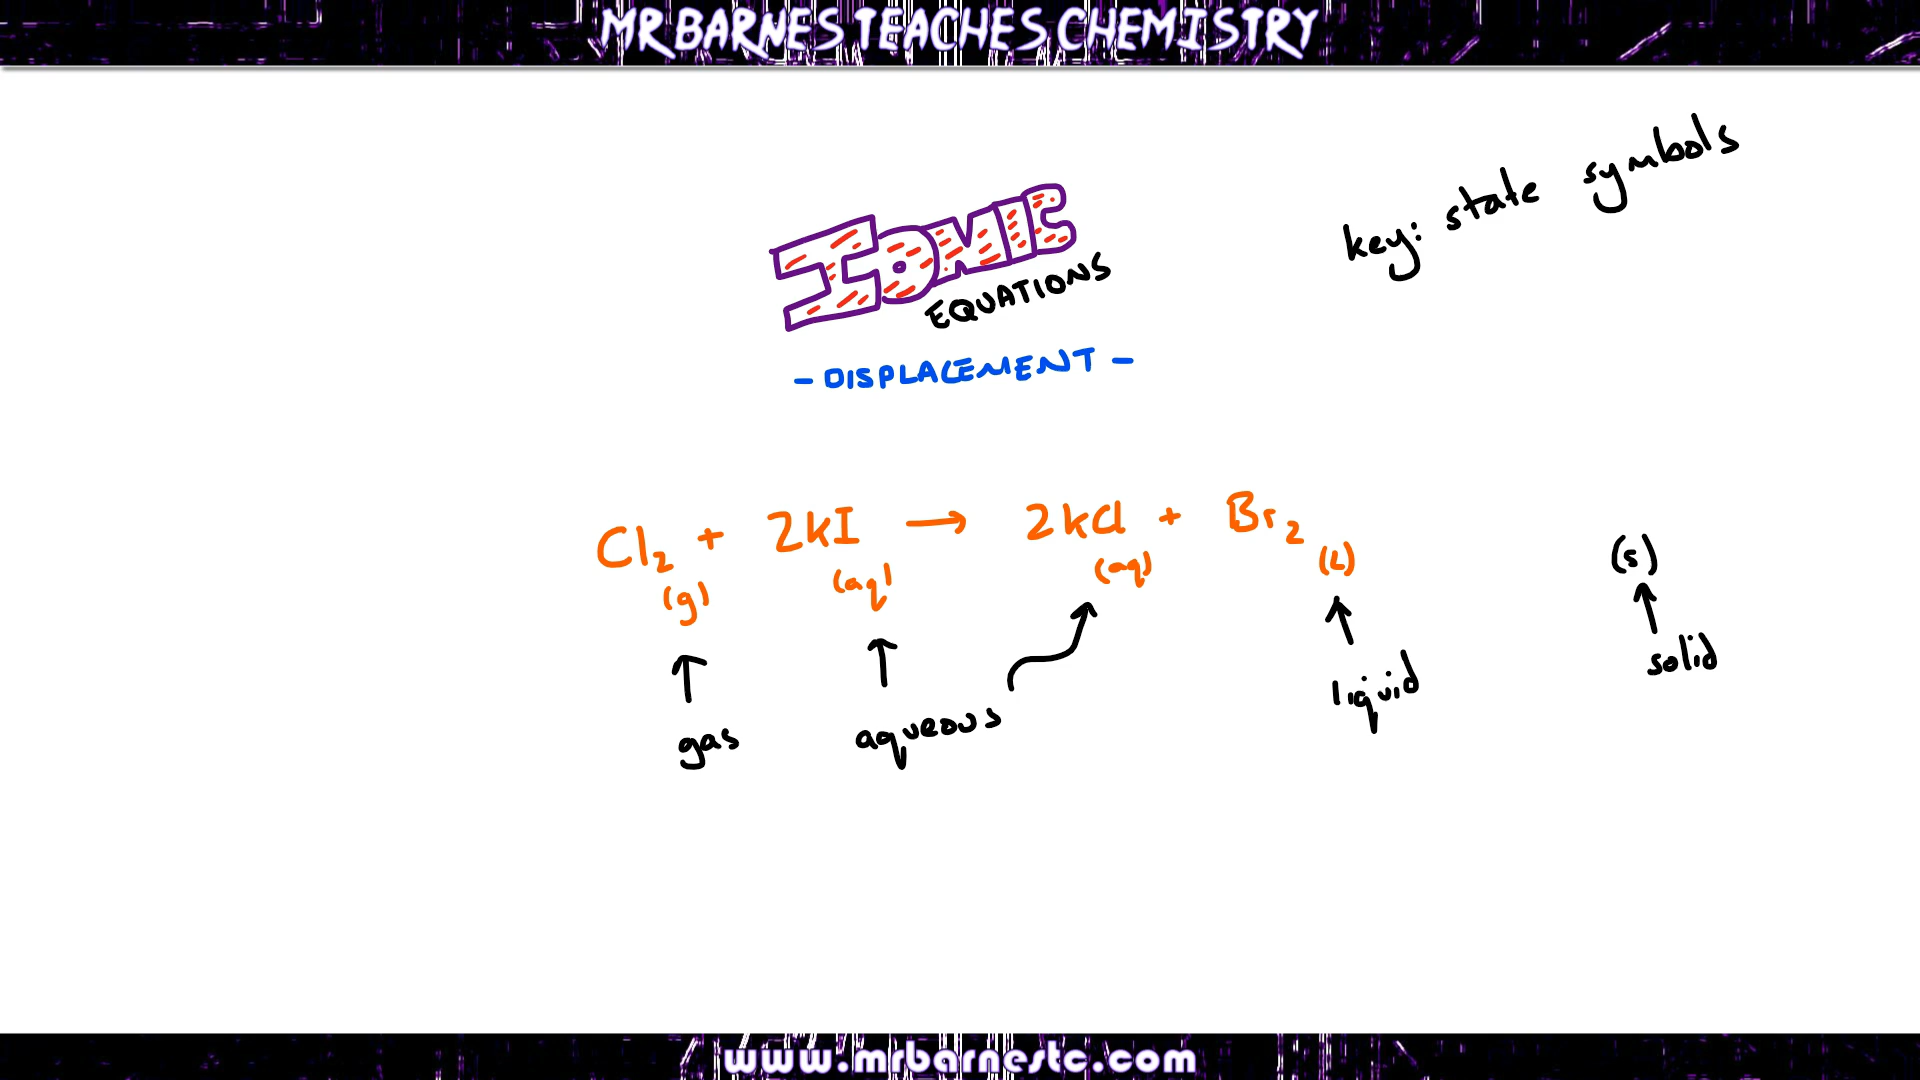 MR BARNES TEACHES CHEMISTRY
key: state symbols
IONIC
EQUATIONS
- DISPLACEMENT -
Cl₂ + 2KI → 2KCl + Br₂
(g) (aq) (aq) (l) (s)
gas aqueous liquid solid
www.mrbarnestc.com